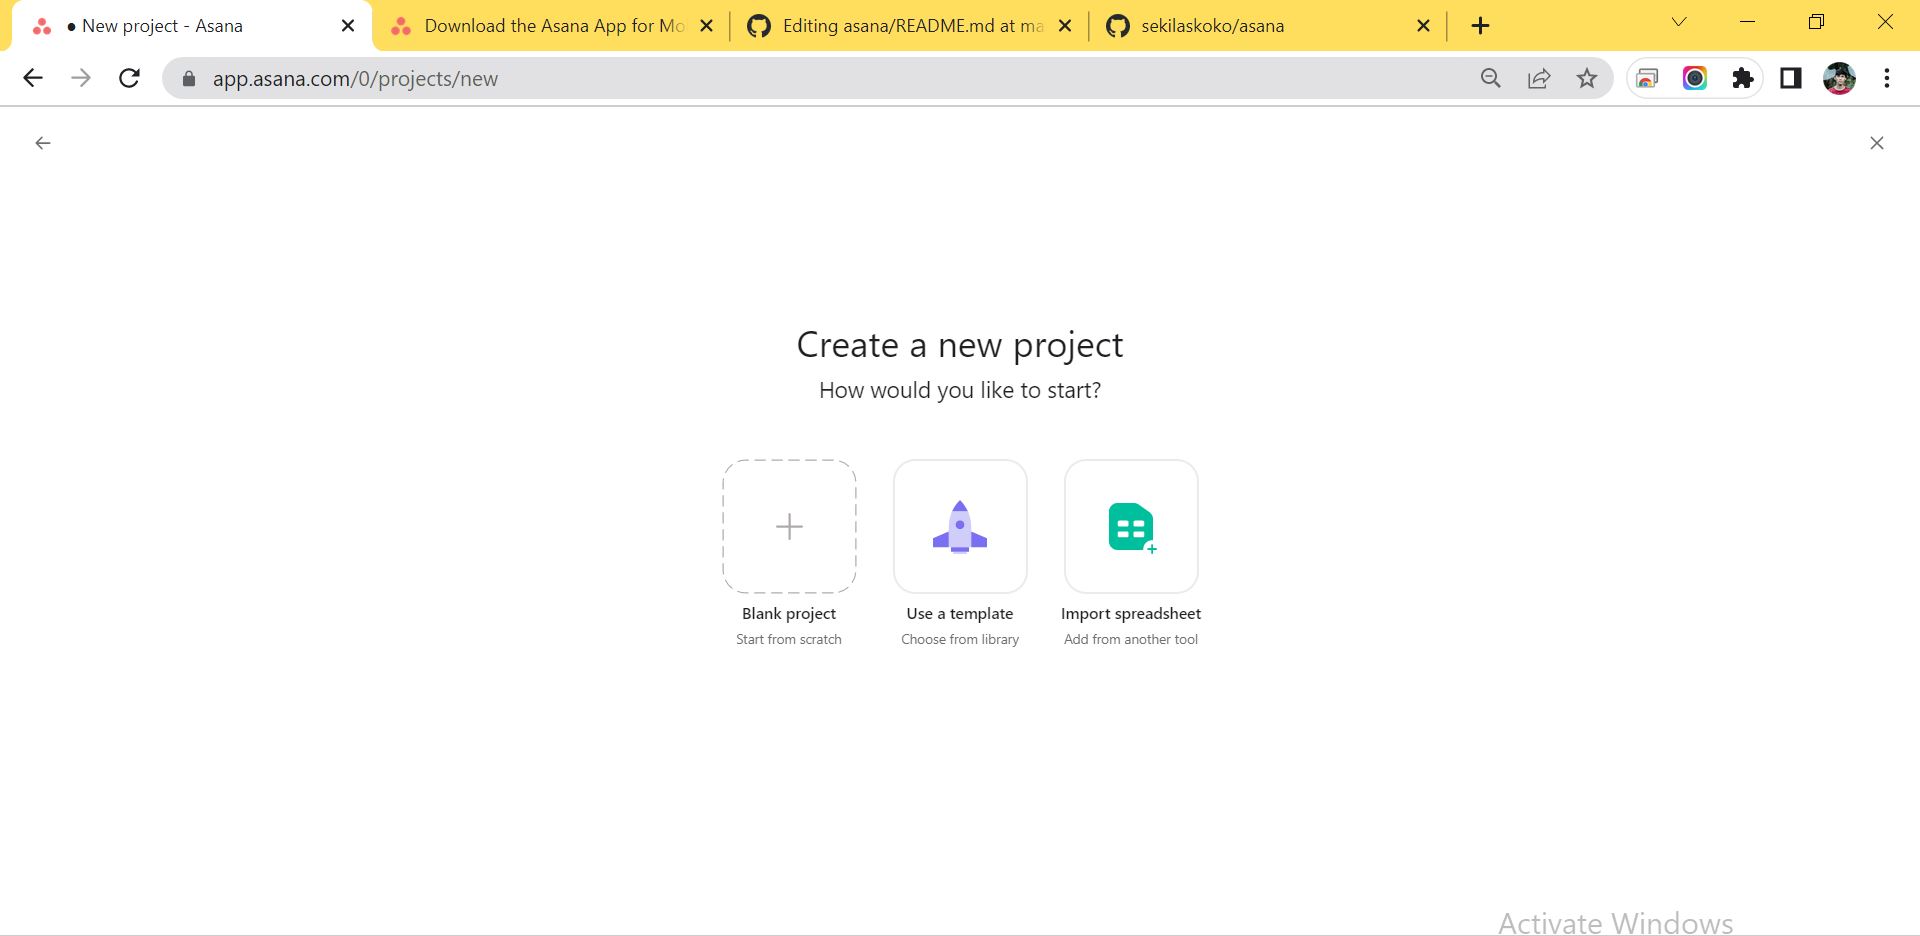 • New project - Asana
Download the Asana App for Mo
Editing asana/README.md at ma
sekilaskoko/asana
app.asana.com/0/projects/new
Create a new project
How would you like to start?
Blank project
Start from scratch
Use a template
Choose from library
Import spreadsheet
Add from another tool
Activate Windows